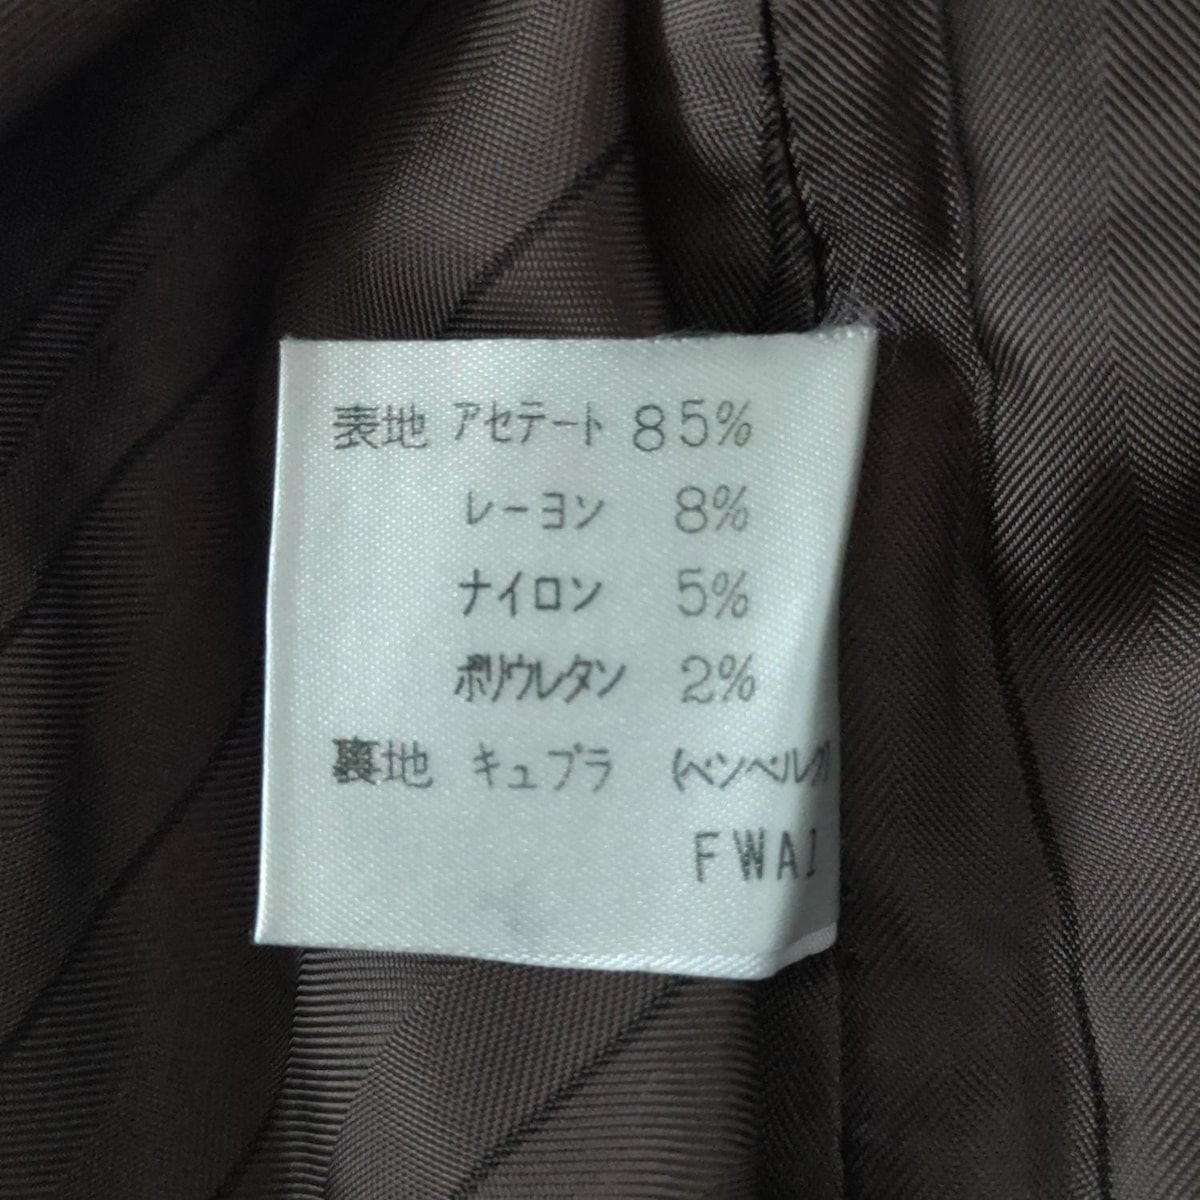 表地 アセテート 85%
レーヨン 8%
ナイロン 5%
ポリウレタン 2%
裏地 キュプラ (ベンベルグ)